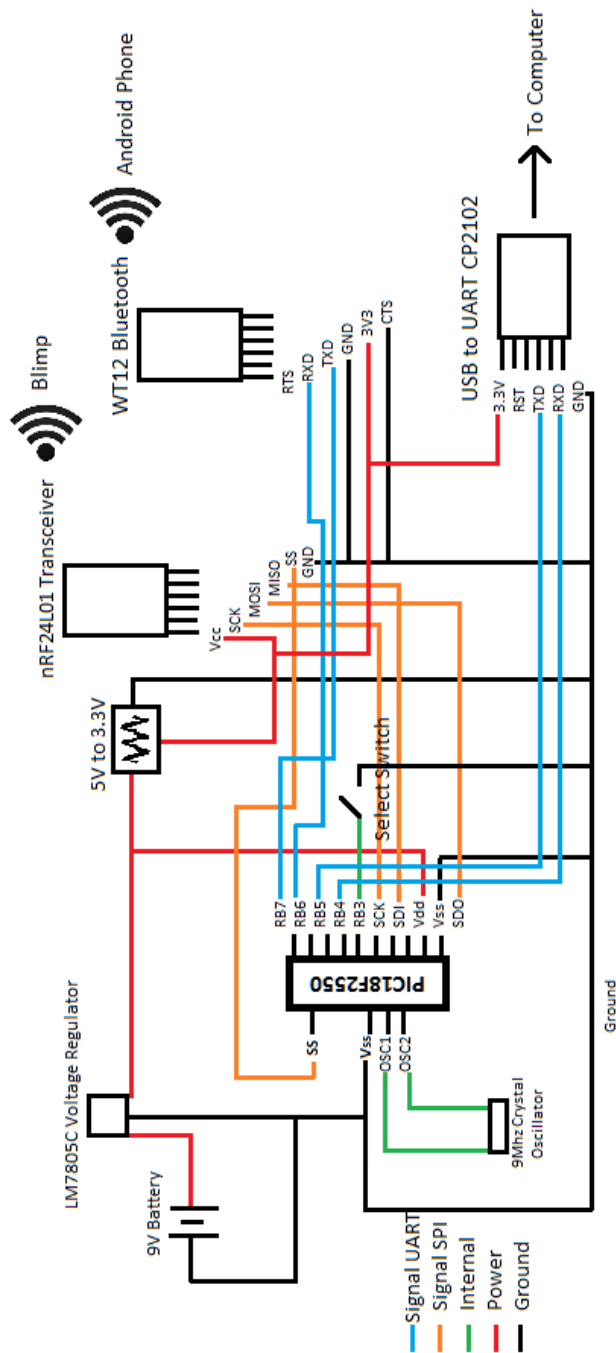 LM7805C Voltage Regulator
5V to 3.3V
nRF24L01 Transceiver
Blimp
WT12 Bluetooth
Android Phone
9V Battery
Vcc
SCK
MOSI
MISO
SS
GND
RTS
RXD
TXD
GND
3V3
CTS
SS
Vss
OSC1
OSC2
PIC18F2550
RB7
RB6
RB5
RB4
RB3
SCK
SDI
Vdd
Vss
SDO
Select Switch
USB to UART CP2102
3.3V
RST
TXD
RXD
GND
To Computer
9Mhz Crystal
Oscillator
Signal UART
Signal SPI
Internal
Power
Ground
Ground